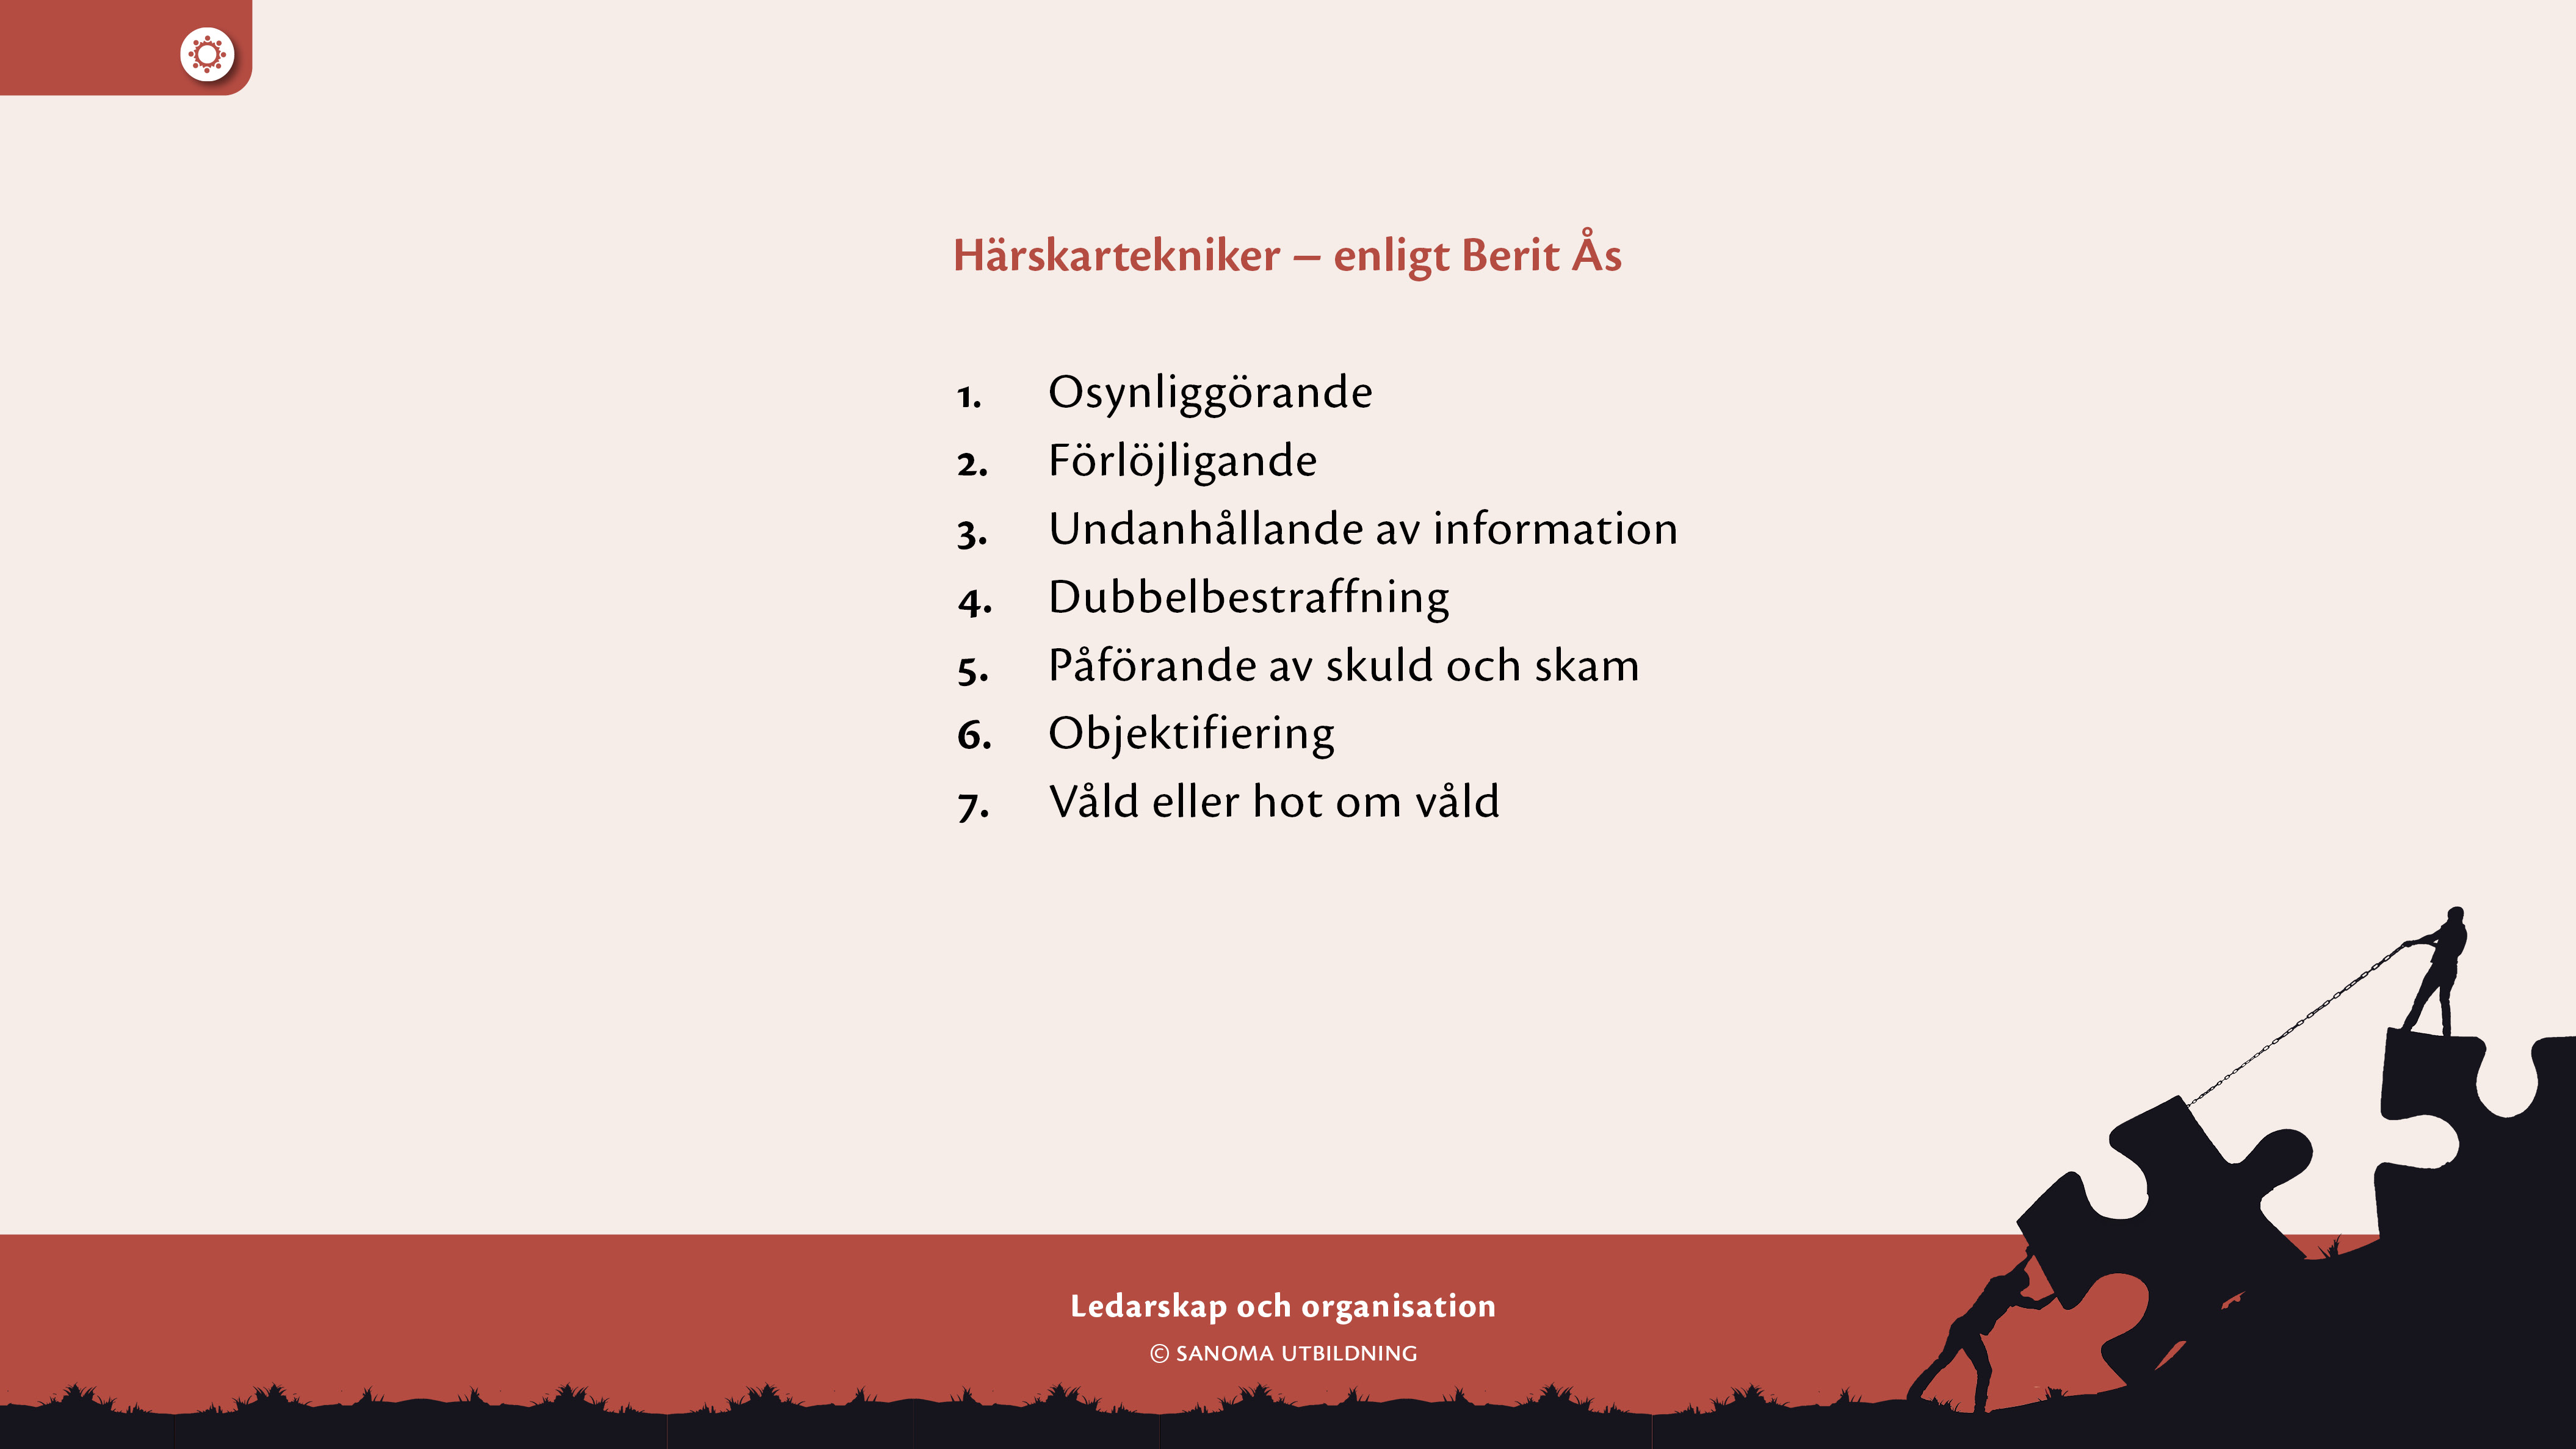 Härskartekniker – enligt Berit Ås
1. Osynliggörande
2. Förlöjligande
3. Undanhållande av information
4. Dubbelbestraffning
5. Påförande av skuld och skam
6. Objektifiering
7. Våld eller hot om våld
Ledarskap och organisation
© SANOMA UTBILDNING